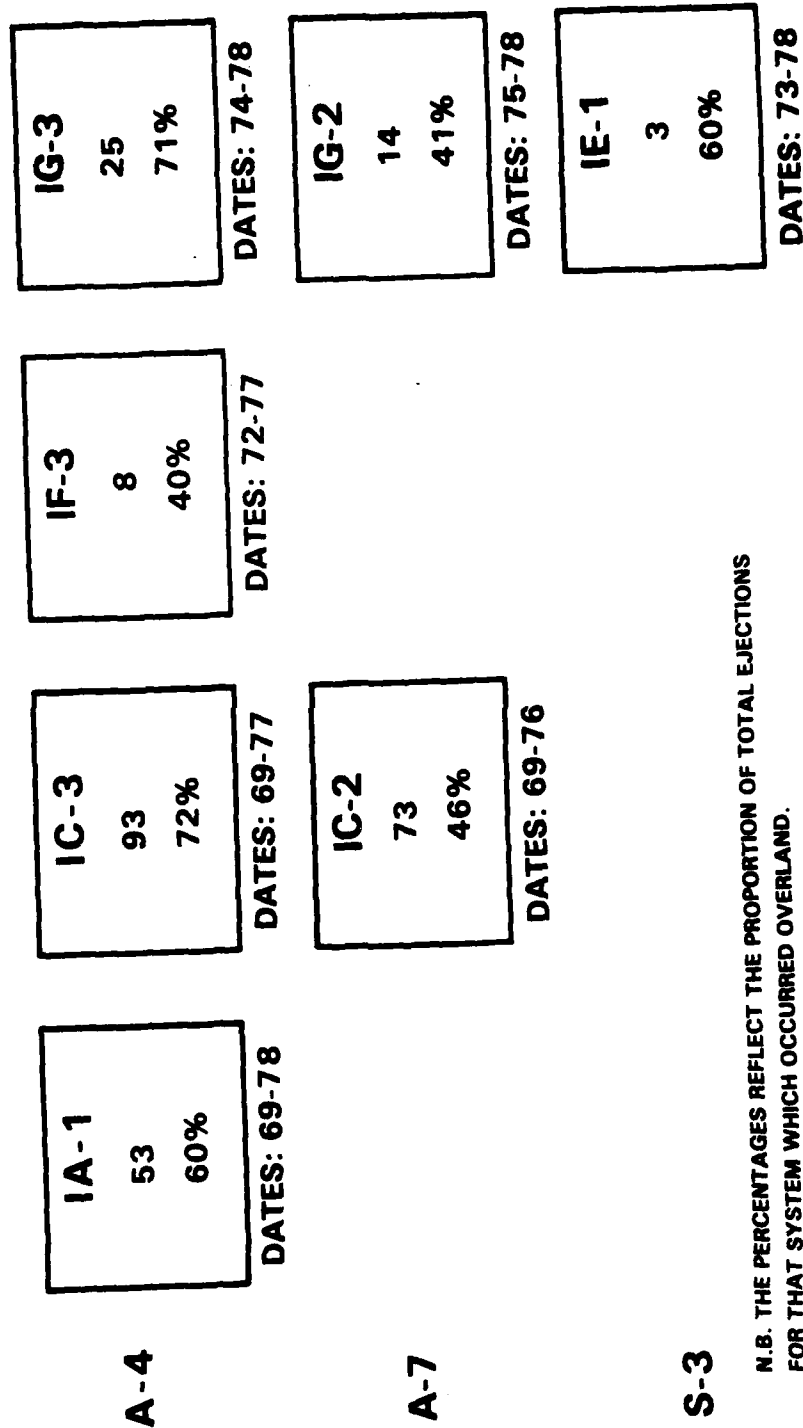 A-4
IA-1
53
60%
DATES: 69-78
IC-3
93
72%
DATES: 69-77
IF-3
8
40%
DATES: 72-77
IG-3
25
71%
DATES: 74-78
A-7
IC-2
73
46%
DATES: 69-76
IG-2
14
41%
DATES: 75-78
S-3
IE-1
3
60%
DATES: 73-78
N.B. THE PERCENTAGES REFLECT THE PROPORTION OF TOTAL EJECTIONS
FOR THAT SYSTEM WHICH OCCURRED OVERLAND.